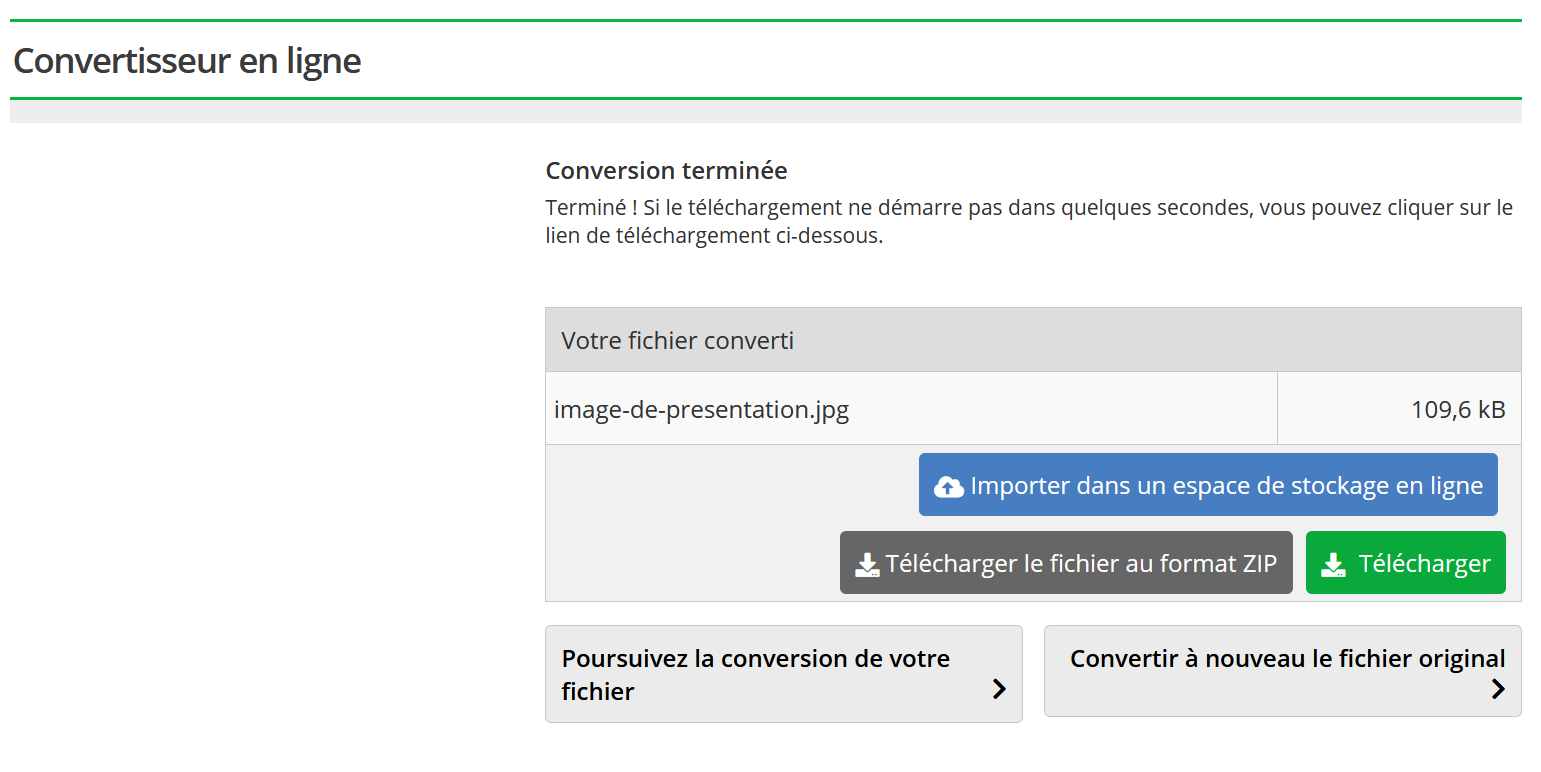 Convertisseur en ligne
Conversion terminée
Terminé ! Si le téléchargement ne démarre pas dans quelques secondes, vous pouvez cliquer sur le
lien de téléchargement ci-dessous.
Votre fichier converti
image-de-presentation.jpg 109,6 kB
Importer dans un espace de stockage en ligne
Télécharger le fichier au format ZIP Télécharger
Poursuivez la conversion de votre
fichier
Convertir à nouveau le fichier original